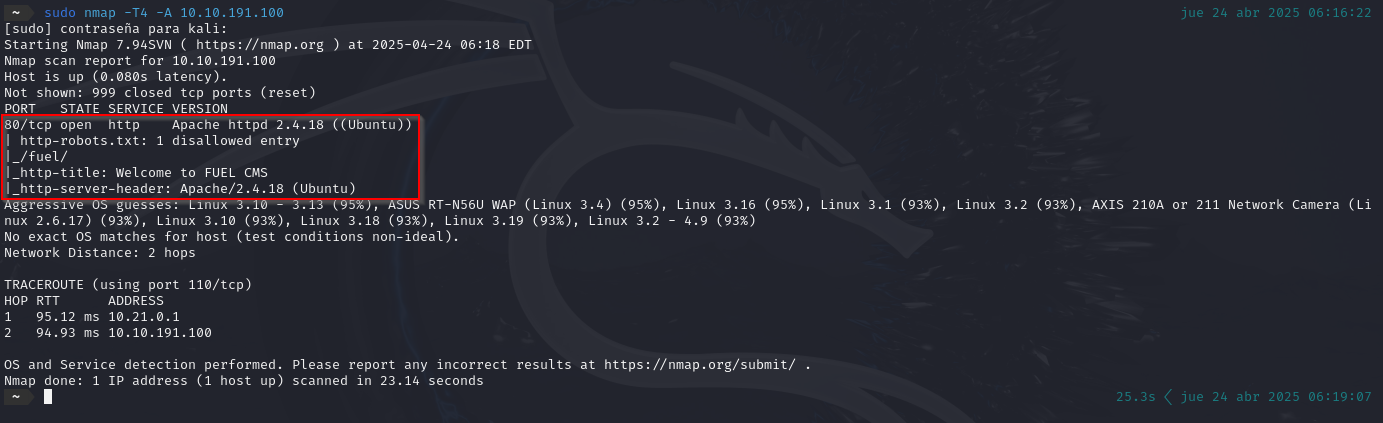 ~ sudo nmap -T4 -A 10.10.191.100 jue 24 abr 2025 06:16:22
[sudo] contraseña para kali:
Starting Nmap 7.94SVN ( https://nmap.org ) at 2025-04-24 06:18 EDT
Nmap scan report for 10.10.191.100
Host is up (0.080s latency).
Not shown: 999 closed tcp ports (reset)
PORT   STATE SERVICE VERSION
80/tcp open  http    Apache httpd 2.4.18 ((Ubuntu))
| http-robots.txt: 1 disallowed entry
|_/fuel/
|_http-title: Welcome to FUEL CMS
|_http-server-header: Apache/2.4.18 (Ubuntu)
Aggressive OS guesses: Linux 3.10 - 3.13 (95%), ASUS RT-N56U WAP (Linux 3.4) (95%), Linux 3.16 (95%), Linux 3.1 (93%), Linux 3.2 (93%), AXIS 210A or 211 Network Camera (Li
nux 2.6.17) (93%), Linux 3.10 (93%), Linux 3.18 (93%), Linux 3.19 (93%), Linux 3.2 - 4.9 (93%)
No exact OS matches for host (test conditions non-ideal).
Network Distance: 2 hops
TRACEROUTE (using port 110/tcp)
HOP RTT      ADDRESS
1   95.12 ms 10.21.0.1
2   94.93 ms 10.10.191.100
OS and Service detection performed. Please report any incorrect results at https://nmap.org/submit/ .
Nmap done: 1 IP address (1 host up) scanned in 23.14 seconds
~ 25.3s < jue 24 abr 2025 06:19:07